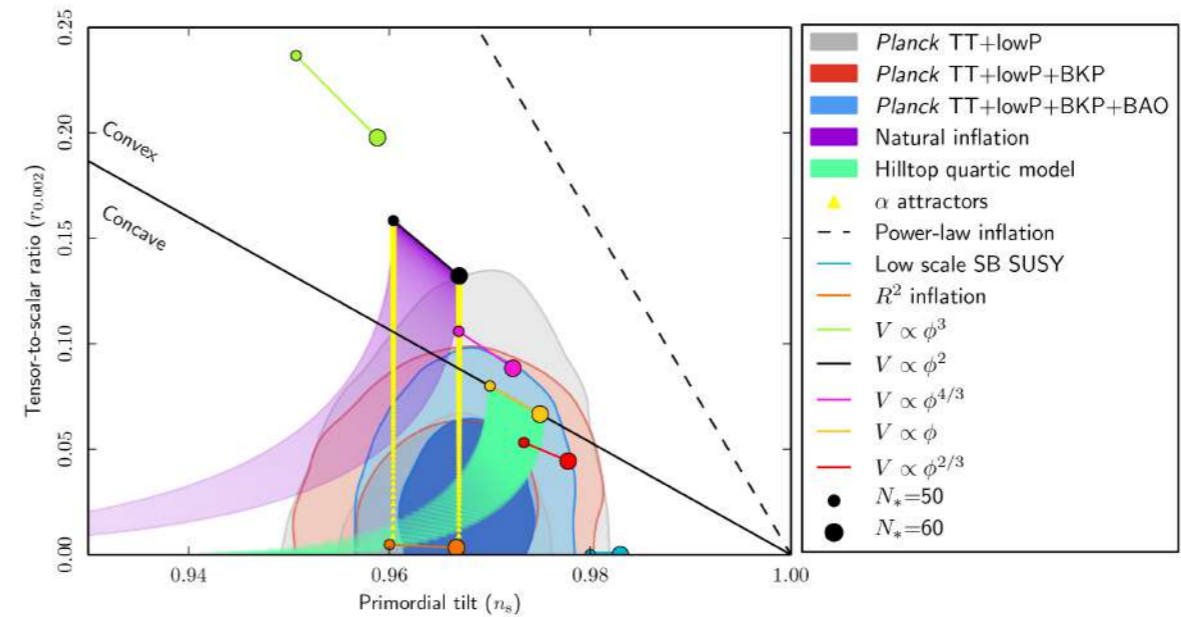 0.25
0.20
0.15
0.10
0.05
0.00
Tensor-to-scalar ratio (r0.002)
Convex
Concave
0.94
0.96
0.98
1.00
Primordial tilt (ns)
Planck TT+lowP
Planck TT+lowP+BKP
Planck TT+lowP+BKP+BAO
Natural inflation
Hilltop quartic model
α attractors
Power-law inflation
Low scale SB SUSY
R² inflation
V ∝ ϕ³
V ∝ ϕ²
V ∝ ϕ^4/3
V ∝ ϕ
V ∝ ϕ^2/3
N*=50
N*=60